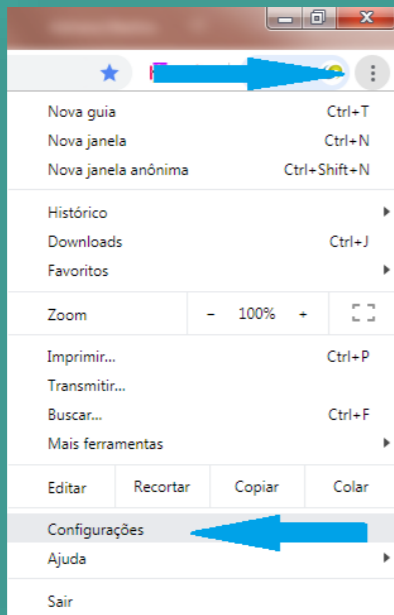 Nova guia Ctrl+T
Nova janela Ctrl+N
Nova janela anônima Ctrl+Shift+N
Histórico
Downloads Ctrl+J
Favoritos
Zoom - 100% +
Imprimir... Ctrl+P
Transmitir...
Buscar... Ctrl+F
Mais ferramentas
Editar Recortar Copiar Colar
Configurações
Ajuda
Sair